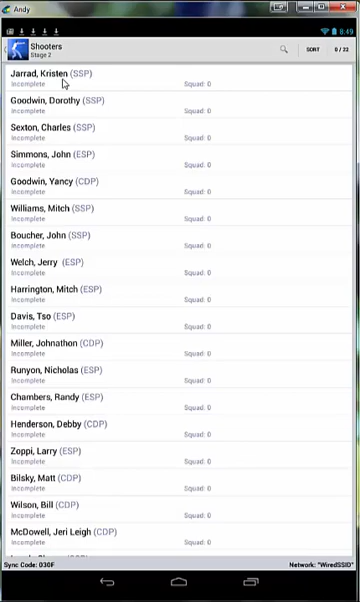 Andy
8:49
Shooters
Stage 2
SORT
0 / 22
Jarrad, Kristen (SSP)
Incomplete Squad: 0
Goodwin, Dorothy (SSP)
Incomplete Squad: 0
Sexton, Charles (SSP)
Incomplete Squad: 0
Simmons, John (ESP)
Incomplete Squad: 0
Goodwin, Yancy (CDP)
Incomplete Squad: 0
Williams, Mitch (SSP)
Incomplete Squad: 0
Boucher, John (SSP)
Incomplete Squad: 0
Welch, Jerry (ESP)
Incomplete Squad: 0
Harrington, Mitch (ESP)
Incomplete Squad: 0
Davis, Tso (ESP)
Incomplete Squad: 0
Miller, Johnathon (CDP)
Incomplete Squad: 0
Runyon, Nicholas (ESP)
Incomplete Squad: 0
Chambers, Randy (ESP)
Incomplete Squad: 0
Henderson, Debby (CDP)
Incomplete Squad: 0
Zoppi, Larry (ESP)
Incomplete Squad: 0
Bilsky, Matt (CDP)
Incomplete Squad: 0
Wilson, Bill (CDP)
Incomplete Squad: 0
McDowell, Jeri Leigh (CDP)
Incomplete Squad: 0
Sync Code: 030F Network: "WiredSSID"